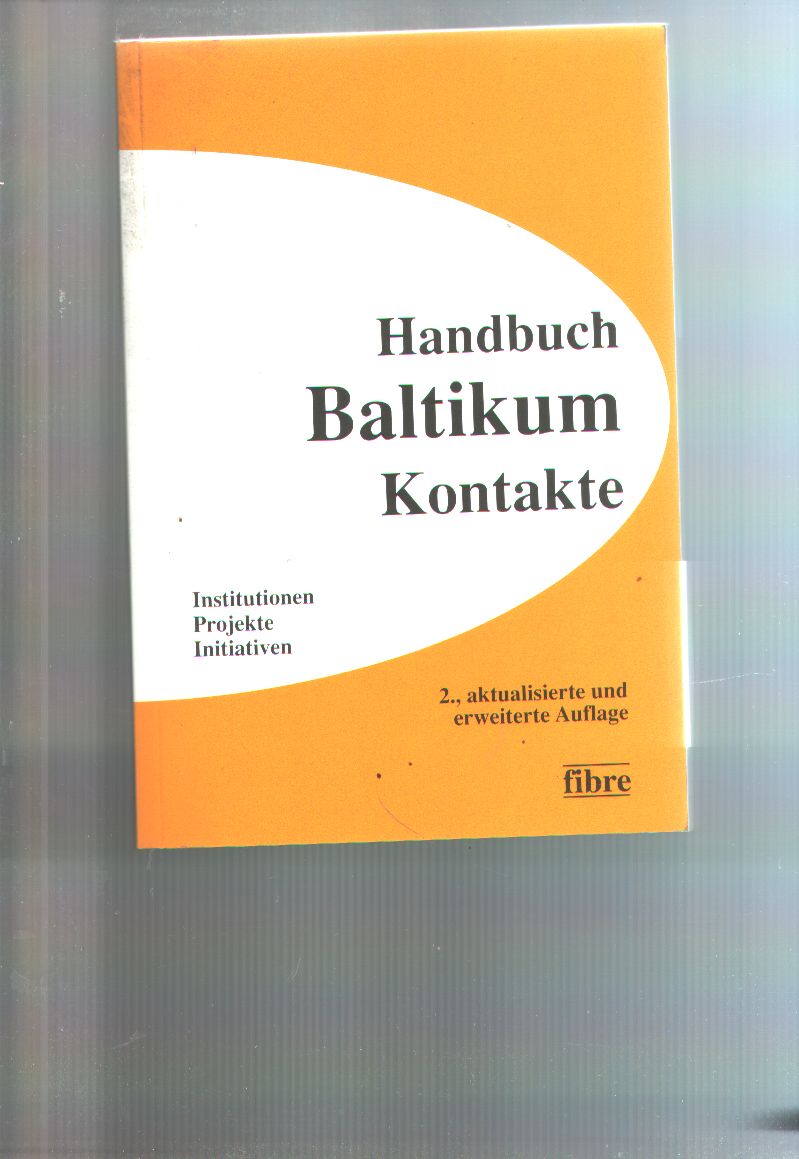 Handbuch
Baltikum
Kontakte
Institutionen
Projekte
Initiativen
2., aktualisierte und
erweiterte Auflage
fibre